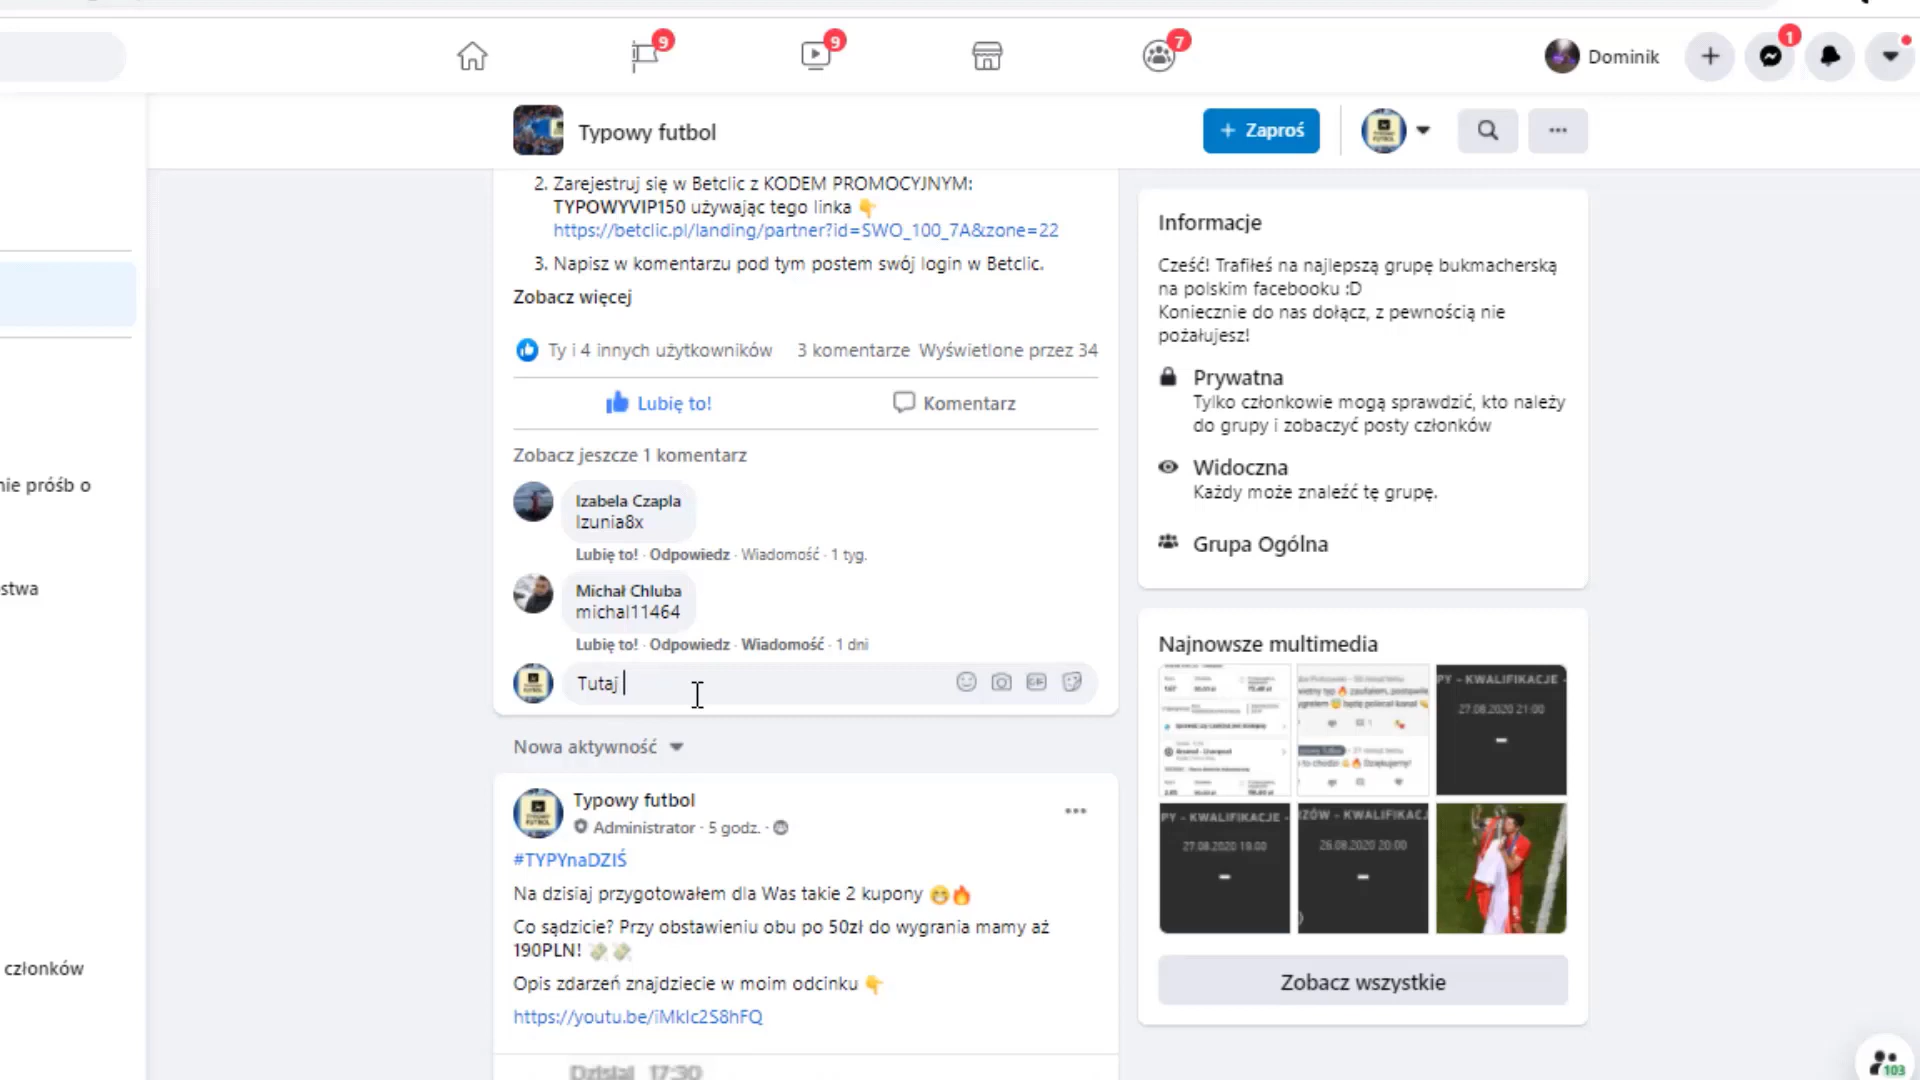 9
9
7
Dominik
1
Typowy futbol
+ Zaproś
2. Zarejestruj się w Betclic z KODEM PROMOCYJNYM:
TYPOWYVIP150 używając tego linka 👇
https://betclic.pl/landing/partner?id=SWO_100_7A&zone=22
3. Napisz w komentarzu pod tym postem swój login w Betclic.
Zobacz więcej
Ty i 4 innych użytkowników 3 komentarze Wyświetlone przez 34
Lubię to! Komentarz
Zobacz jeszcze 1 komentarz
Izabela Czapla
Izunia8x
Lubię to! · Odpowiedz · Wiadomość · 1 tyg.
Michał Chluba
michal11464
Lubię to! · Odpowiedz · Wiadomość · 1 dni
Tutaj
GIF
Nowa aktywność
Typowy futbol
Administrator · 5 godz. ·
#TYPYnaDZIŚ
Na dzisiaj przygotowałem dla Was takie 2 kupony 😁🔥
Co sądzicie? Przy obstawieniu obu po 50zł do wygrania mamy aż
190PLN! 💸💸
Opis zdarzeń znajdziecie w moim odcinku 👇
https://youtu.be/iMkIc2S8hFQ
Dzisiaj 17:30
nie próśb o
stwa
członków
Informacje
Cześć! Trafiłeś na najlepszą grupę bukmacherską
na polskim facebooku :D
Koniecznie do nas dołącz, z pewnością nie
pożałujesz!
Prywatna
Tylko członkowie mogą sprawdzić, kto należy
do grupy i zobaczyć posty członków
Widoczna
Każdy może znaleźć tę grupę.
Grupa Ogólna
Najnowsze multimedia
PY - KWALIFIKACJE -
27.08.2020 21:00
-
PY - KWALIFIKACJE -
27.08.2020 19:00
-
RZÓW - KWALIFIKACJ
26.08.2020 20:00
-
Zobacz wszystkie
103